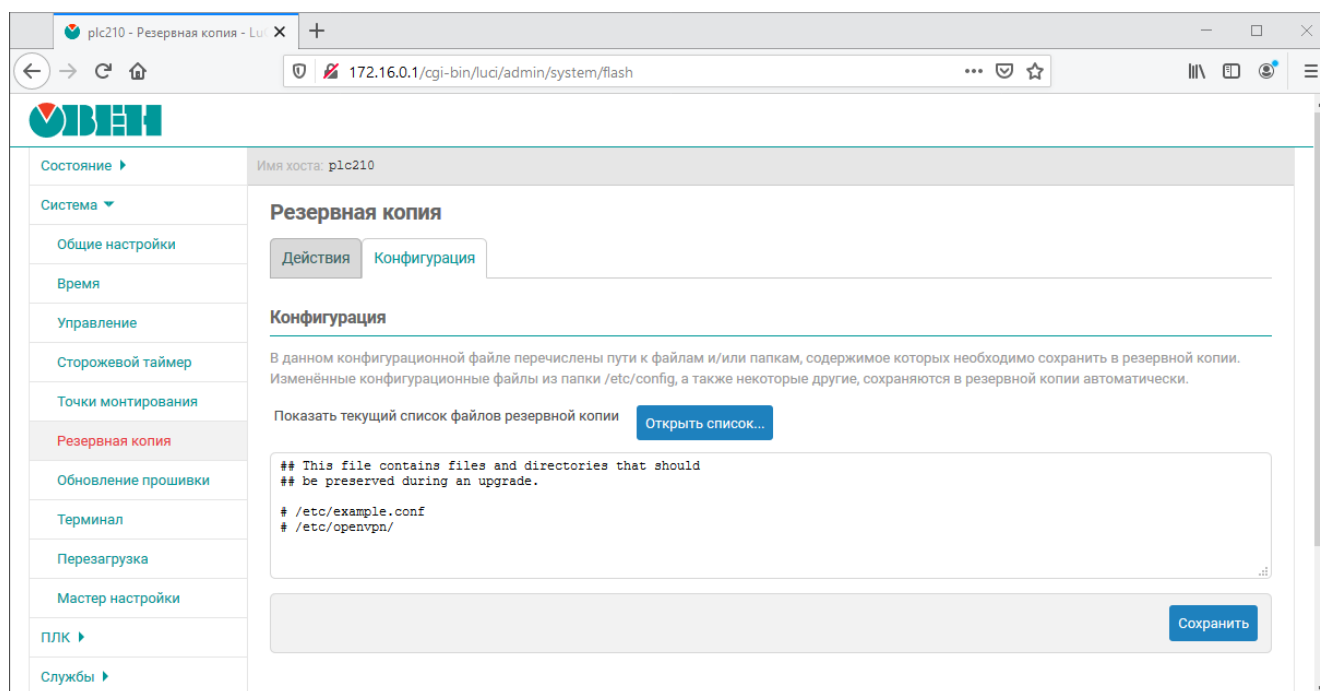 plc210 - Резервная копия - Lu
172.16.0.1/cgi-bin/luci/admin/system/flash
ОВЕН
Состояние
Имя хоста: plc210
Система
Общие настройки
Время
Управление
Сторожевой таймер
Точки монтирования
Резервная копия
Обновление прошивки
Терминал
Перезагрузка
Мастер настройки
ПЛК
Службы
Резервная копия
Действия Конфигурация
Конфигурация
В данном конфигурационной файле перечислены пути к файлам и/или папкам, содержимое которых необходимо сохранить в резервной копии.
Изменённые конфигурационные файлы из папки /etc/config, а также некоторые другие, сохраняются в резервной копии автоматически.
Показать текущий список файлов резервной копии Открыть список...
## This file contains files and directories that should
## be preserved during an upgrade.
# /etc/example.conf
# /etc/openvpn/
Сохранить